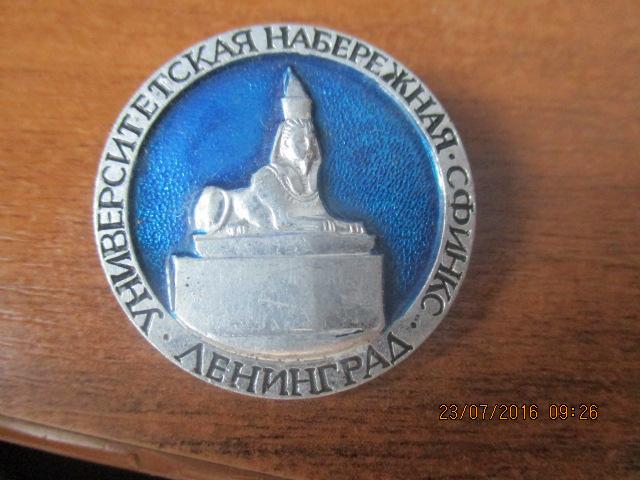 УНИВЕРСИТЕТСКАЯ НАБЕРЕЖНАЯ · СФИНКС ·
ЛЕНИНГРАД ·
23/07/2016 09:26